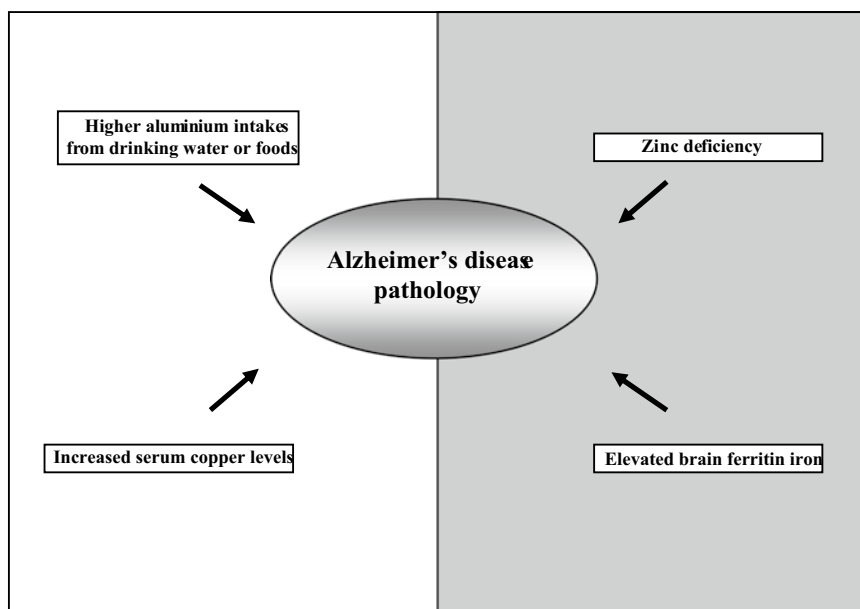 Higher aluminium intakes
from drinking water or foods
Zinc deficiency
Alzheimer's disease
pathology
Increased serum copper levels
Elevated brain ferritin iron